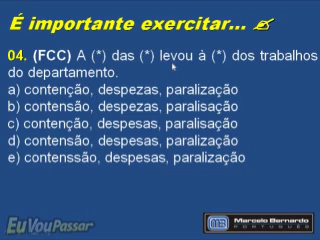 É importante exercitar...
04. (FCC) A (*) das (*) levou à (*) dos trabalhos
do departamento.
a) contenção, despezas, paralização
b) contensão, despezas, paralisação
c) contenção, despesas, paralisação
d) contensão, despesas, paralização
e) contenssão, despesas, paralização
EuVouPassar
MB Marcelo Bernardo
PORTUGUÊS